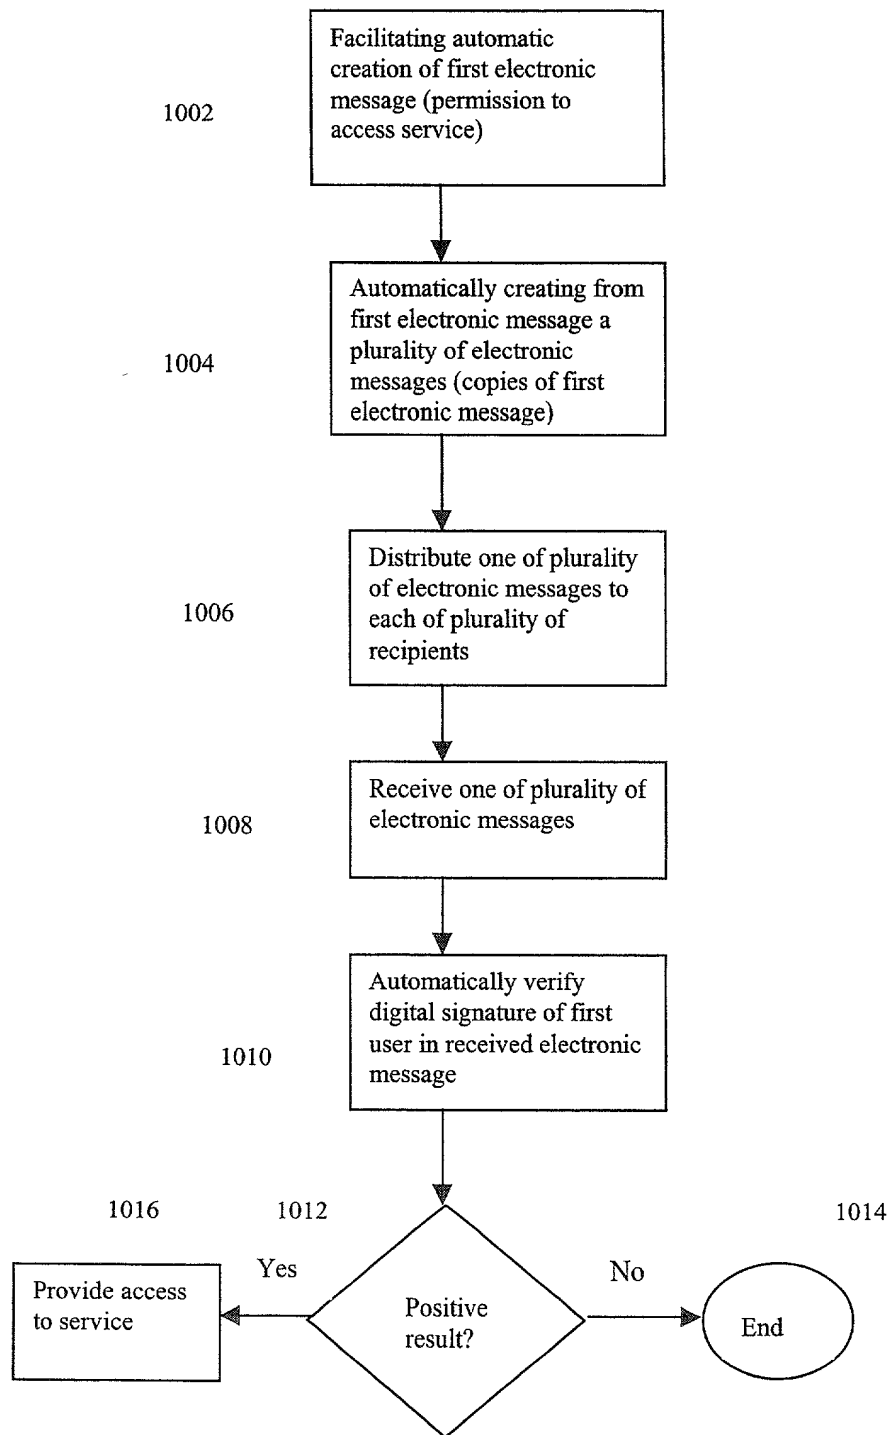 Facilitating automatic
creation of first electronic
message (permission to
access service)
1002
Automatically creating from
first electronic message a
plurality of electronic
messages (copies of first
electronic message)
1004
Distribute one of plurality
of electronic messages to
each of plurality of
recipients
1006
Receive one of plurality of
electronic messages
1008
Automatically verify
digital signature of first
user in received electronic
message
1010
1016
1012
1014
Yes
No
Provide access
to service
Positive
result?
End